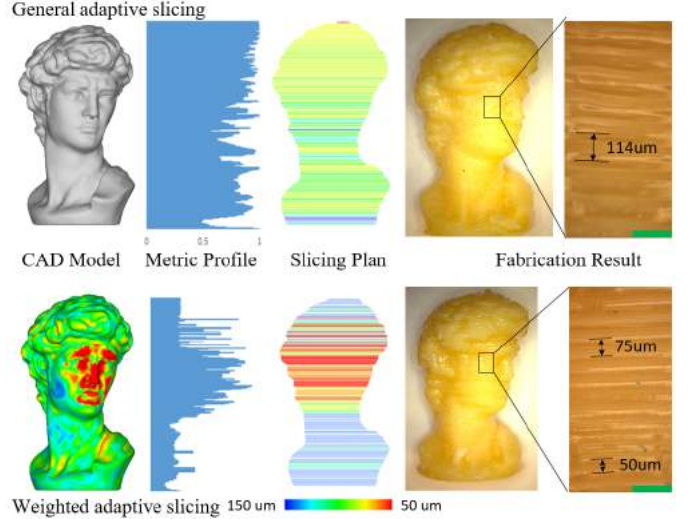 General adaptive slicing
114um
0 0.5 1
CAD Model Metric Profile Slicing Plan Fabrication Result
75um
50um
Weighted adaptive slicing 150 um 50 um